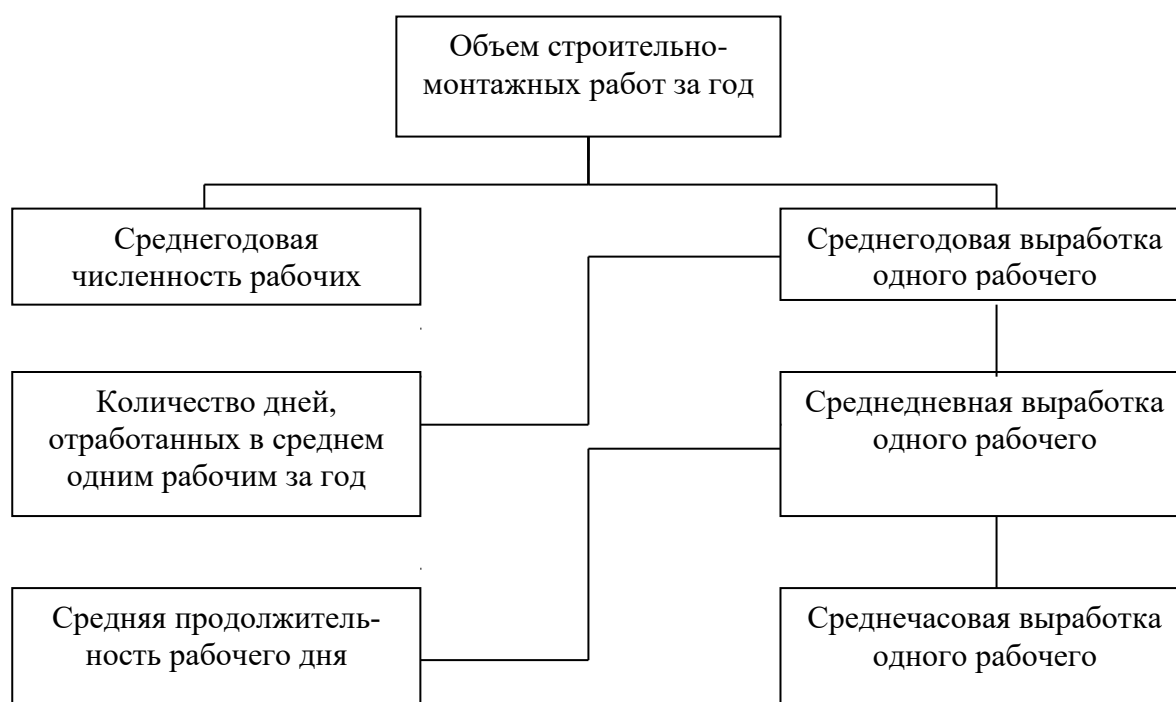 Объем строительно-
монтажных работ за год
Среднегодовая
численность рабочих
Среднегодовая выработка
одного рабочего
Количество дней,
отработанных в среднем
одним рабочим за год
Среднедневная выработка
одного рабочего
Средняя продолжитель-
ность рабочего дня
Среднечасовая выработка
одного рабочего